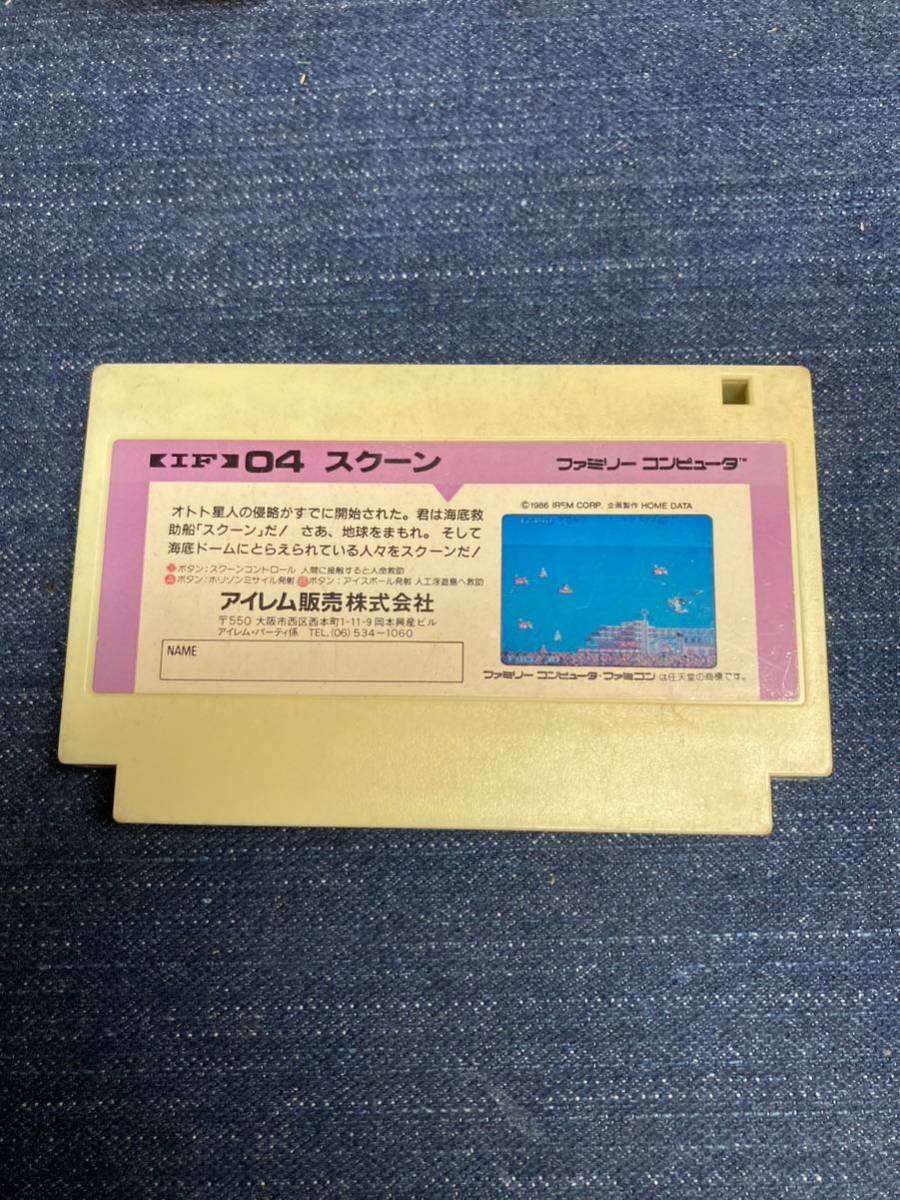 【IF】04 スクーン
ファミリー コンピュータ™
オトト星人の侵略がすでに開始された。君は海底救
助船「スクーン」だ! さあ、地球をまもれ。そして
海底ドームにとらえられている人々をスクーンだ!
ボタン:スクーンコントロール 人間に接触すると人命救助
Ⓐボタン:ホリゾンミサイル発射 Ⓑボタン:アイスボール発射 人工浮遊島へ救助
アイレム販売株式会社
〒550 大阪市西区西本町1-11-9 岡本興産ビル
アイレム・パーティ係 TEL.(06)534-1060
NAME
©1986 IREM CORP. 企画製作 HOME DATA
ファミリー コンピュータ・ファミコン は任天堂の商標です。